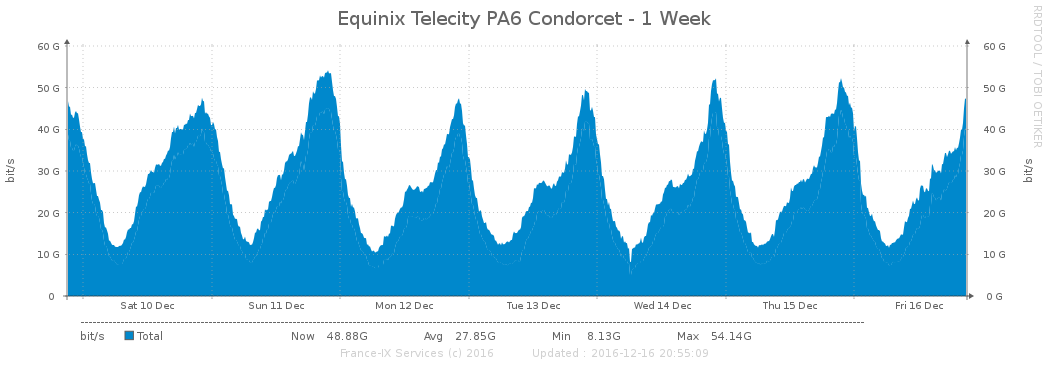 Equinix Telecity PA6 Condorcet - 1 Week
RRDTOOL / TOBI OETIKER
bit/s
60 G
50 G
40 G
30 G
20 G
10 G
0
60 G
50 G
40 G
30 G
20 G
10 G
0 G
bit/s
Sat 10 Dec Sun 11 Dec Mon 12 Dec Tue 13 Dec Wed 14 Dec Thu 15 Dec Fri 16 Dec
bit/s Total Now 48.88G Avg 27.85G Min 8.13G Max 54.14G
France-IX Services (c) 2016 Updated : 2016-12-16 20:55:09